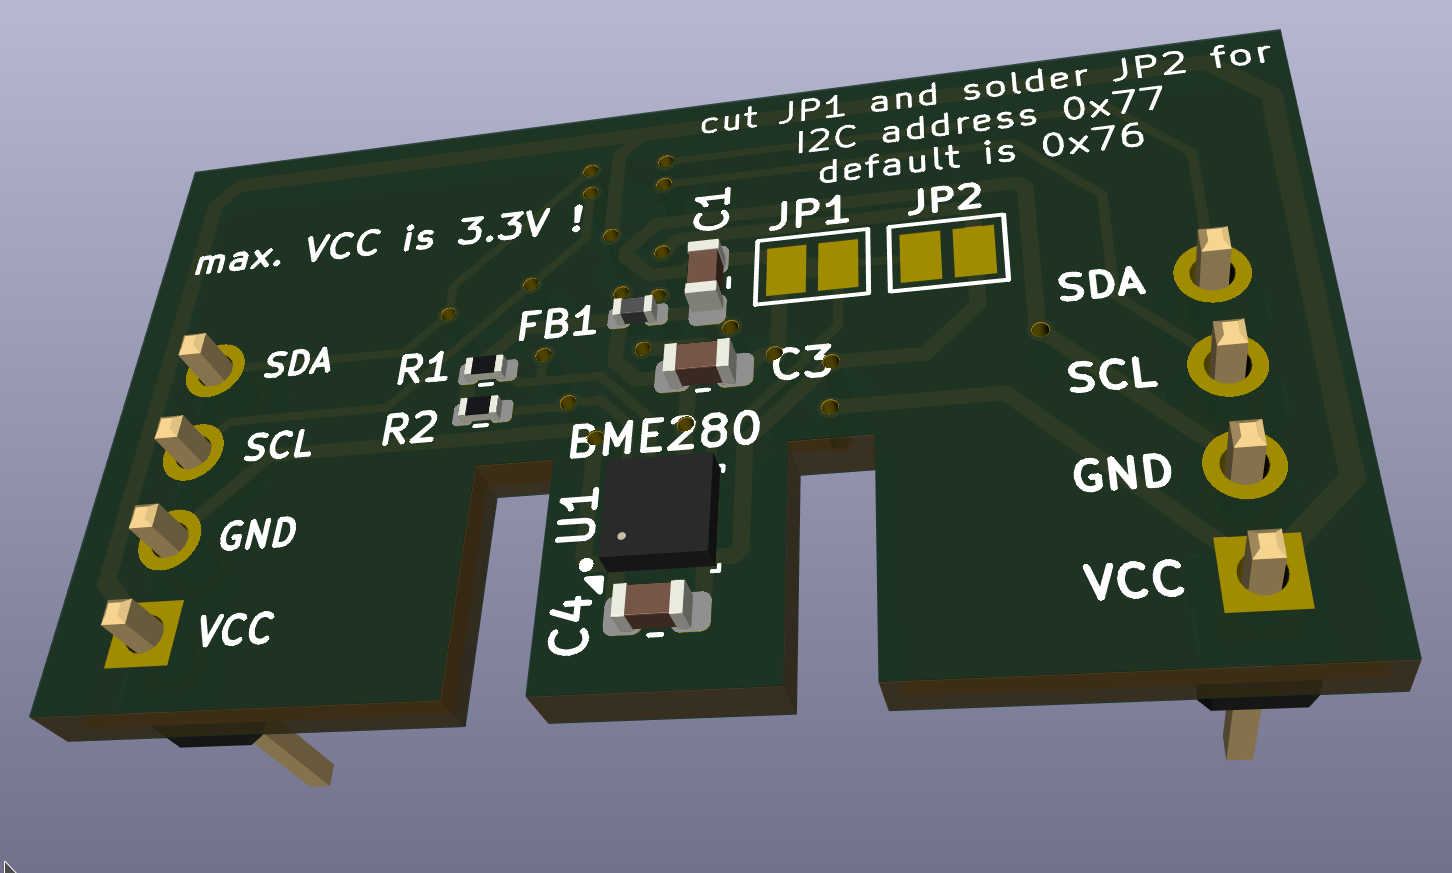 cut JP1 and solder JP2 for
I2C address 0x77
default is 0x76
max. VCC is 3.3V !
C1
JP1
JP2
FB1
R1
R2
C3
BME280
U1
C4
SDA
SCL
GND
VCC
SDA
SCL
GND
VCC